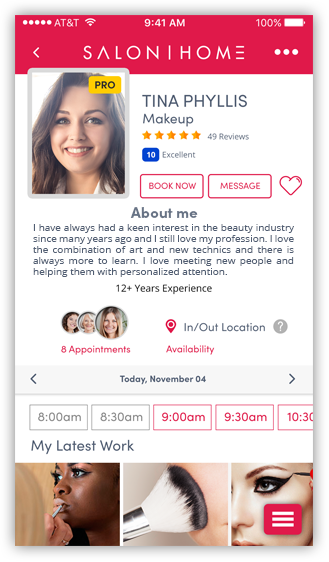 AT&T 9:41 AM 100%
SALON|HOME
PRO
TINA PHYLLIS
Makeup
49 Reviews
10 Excellent
BOOK NOW MESSAGE
About me
I have always had a keen interest in the beauty industry
since many years ago and I still love my profession. I love
the combination of art and new technics and there is
always more to learn. I love meeting new people and
helping them with personalized attention.
12+ Years Experience
In/Out Location ?
8 Appointments Availability
Today, November 04
8:00am 8:30am 9:00am 9:30am 10:30
My Latest Work